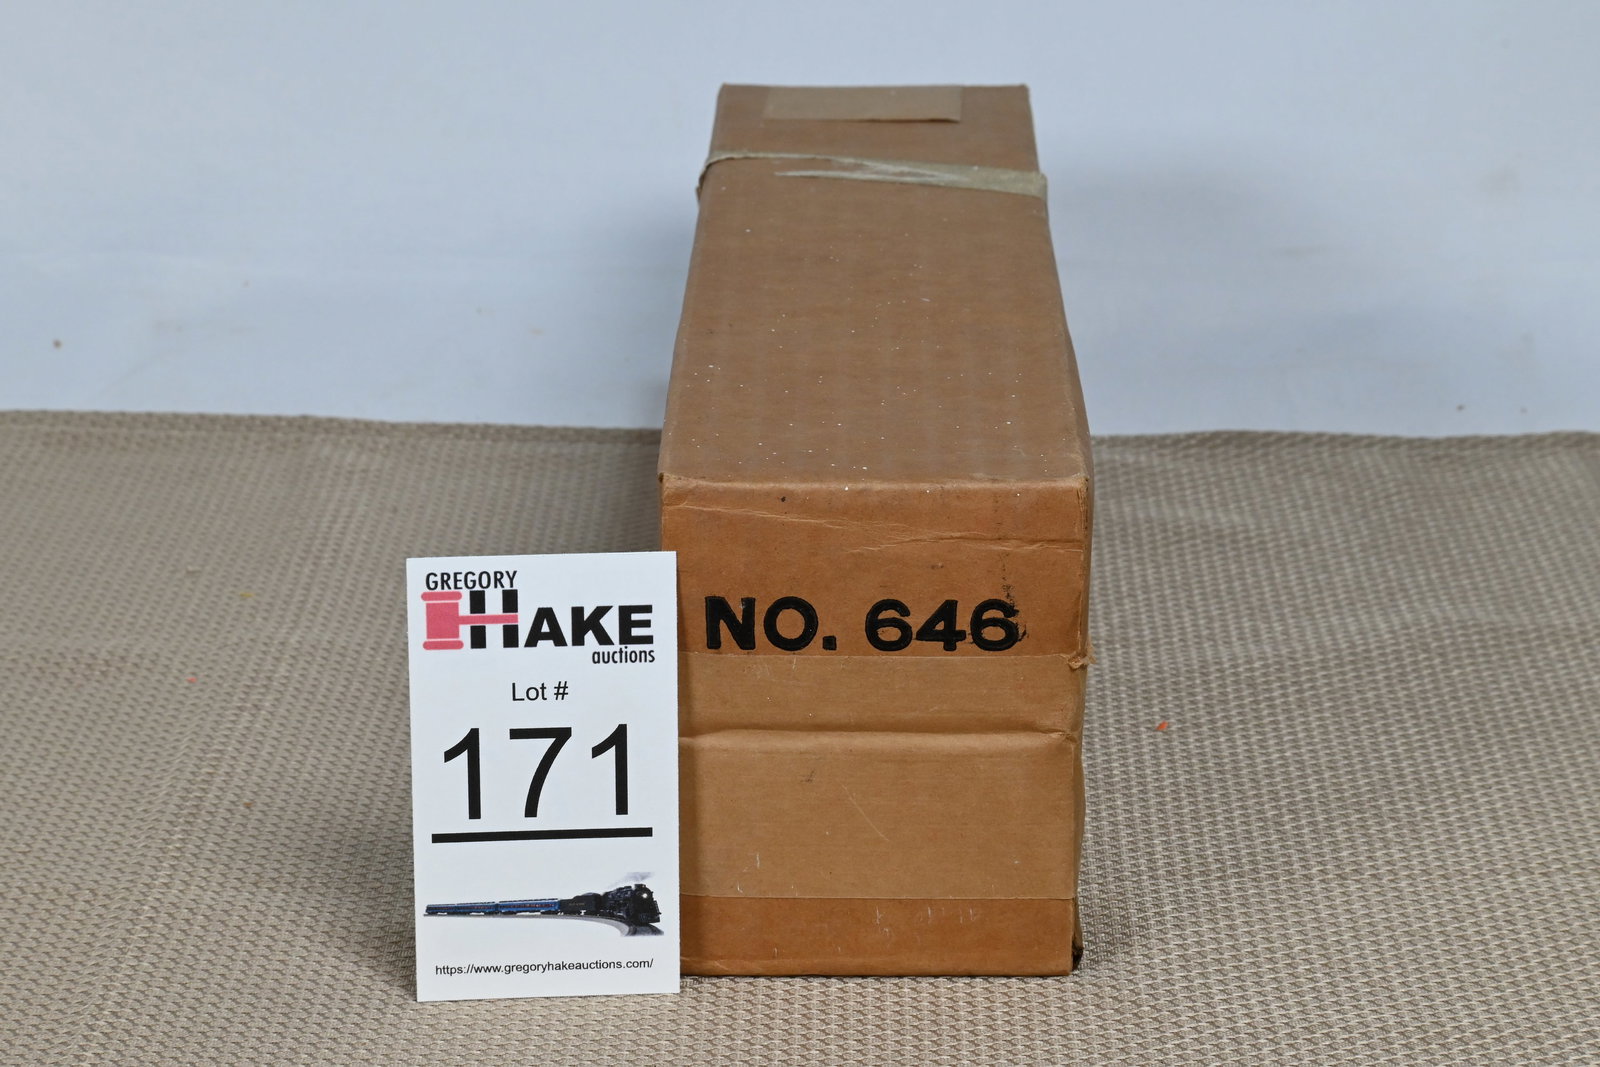 GREGORY
HAKE
auctions
Lot #
171
https://www.gregoryhakeauctions.com/
NO. 646